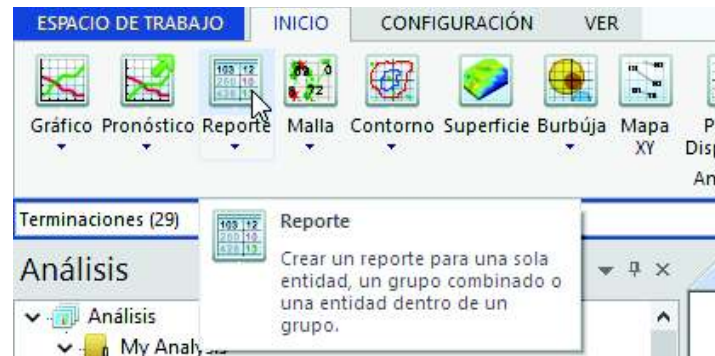 ESPACIO DE TRABAJO INICIO CONFIGURACIÓN VER
Gráfico Pronóstico Reporte Malla Contorno Superficie Burbúja Mapa XY
Terminaciones (29)
Reporte
Crear un reporte para una sola
entidad, un grupo combinado o
una entidad dentro de un
grupo.
Análisis
Análisis
My